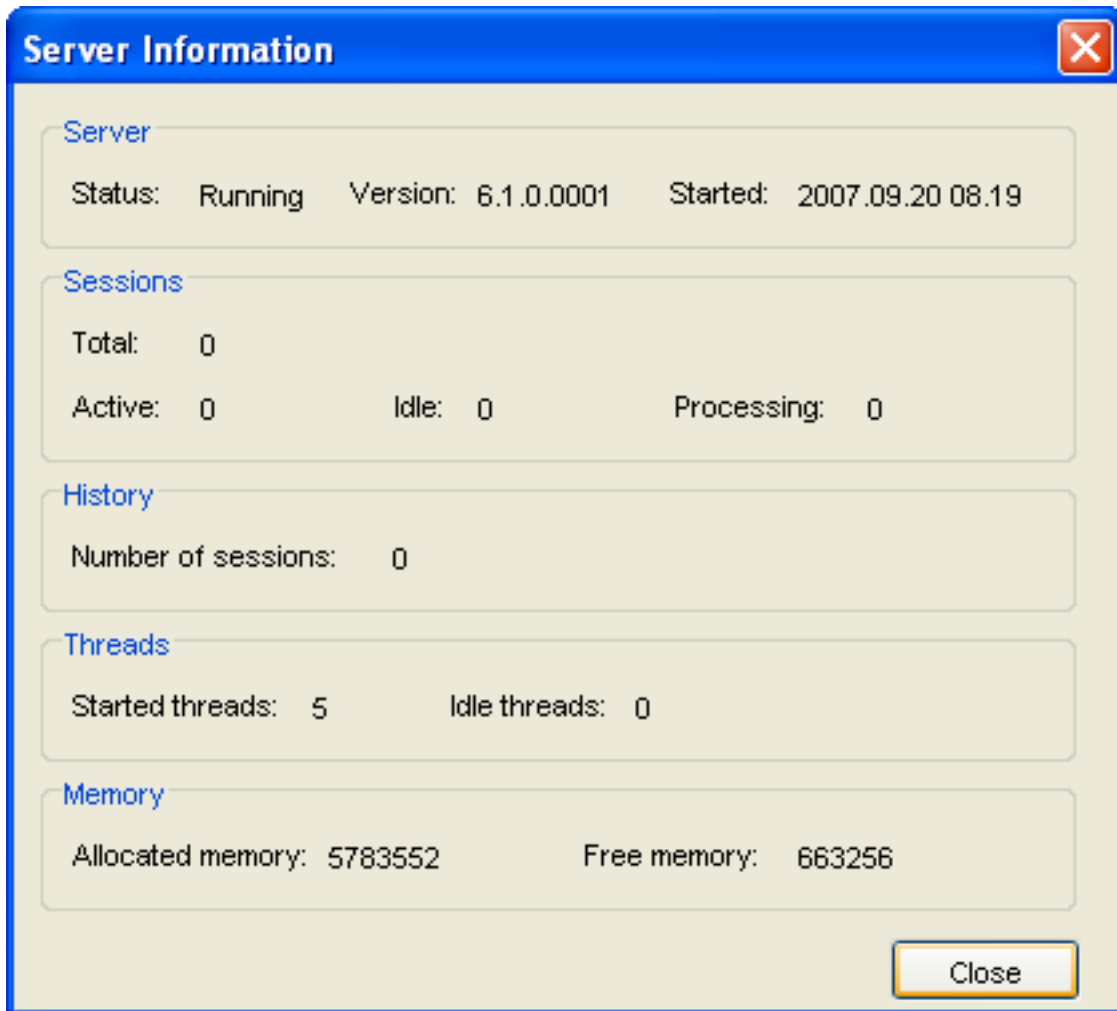 Server Information
Server
Status: Running Version: 6.1.0.0001 Started: 2007.09.20 08.19
Sessions
Total: 0
Active: 0 Idle: 0 Processing: 0
History
Number of sessions: 0
Threads
Started threads: 5 Idle threads: 0
Memory
Allocated memory: 5783552 Free memory: 663256
Close